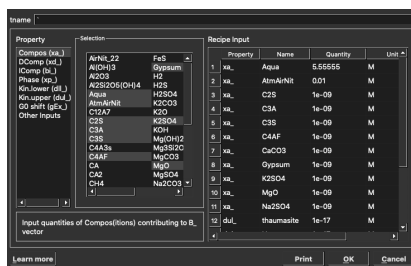 tname
Property
Compos (xa_)
DComp (xd_)
IComp (bi_)
Phase (xp_)
Kin.lower (dll_)
Kin.upper (dul_)
G0 shift (gEx_)
Other Inputs
Selection
AirNit_22
Al(OH)3
Al2O3
Al2Si2O5(OH)4
Aqua
AtmAirNit
C12A7
C2S
C3A
C3S
C4A3s
C4AF
CA
CA2
CH4
FeS
Gypsum
H2
H2S
H2SO4
K2CO3
K2O
K2SO4
KOH
Mg(OH)2
Mg3Si2O
MgCO3
MgO
MgSO4
Na2CO3
Recipe Input
Property Name Quantity Unit
1 xa_ Aqua 5.55555 M
2 xa_ AtmAirNit 0.01 M
3 xa_ C2S 1e-09 M
4 xa_ C3A 1e-09 M
5 xa_ C3S 1e-09 M
6 xa_ C4AF 1e-09 M
7 xa_ CaCO3 1e-09 M
8 xa_ Gypsum 1e-09 M
9 xa_ K2SO4 1e-09 M
10 xa_ MgO 1e-09 M
11 xa_ Na2SO4 1e-09 M
12 dul_ thaumasite 1e-17 M
Input quantities of Compos(itions) contributing to B_
vector
Learn more
Print
OK
Cancel